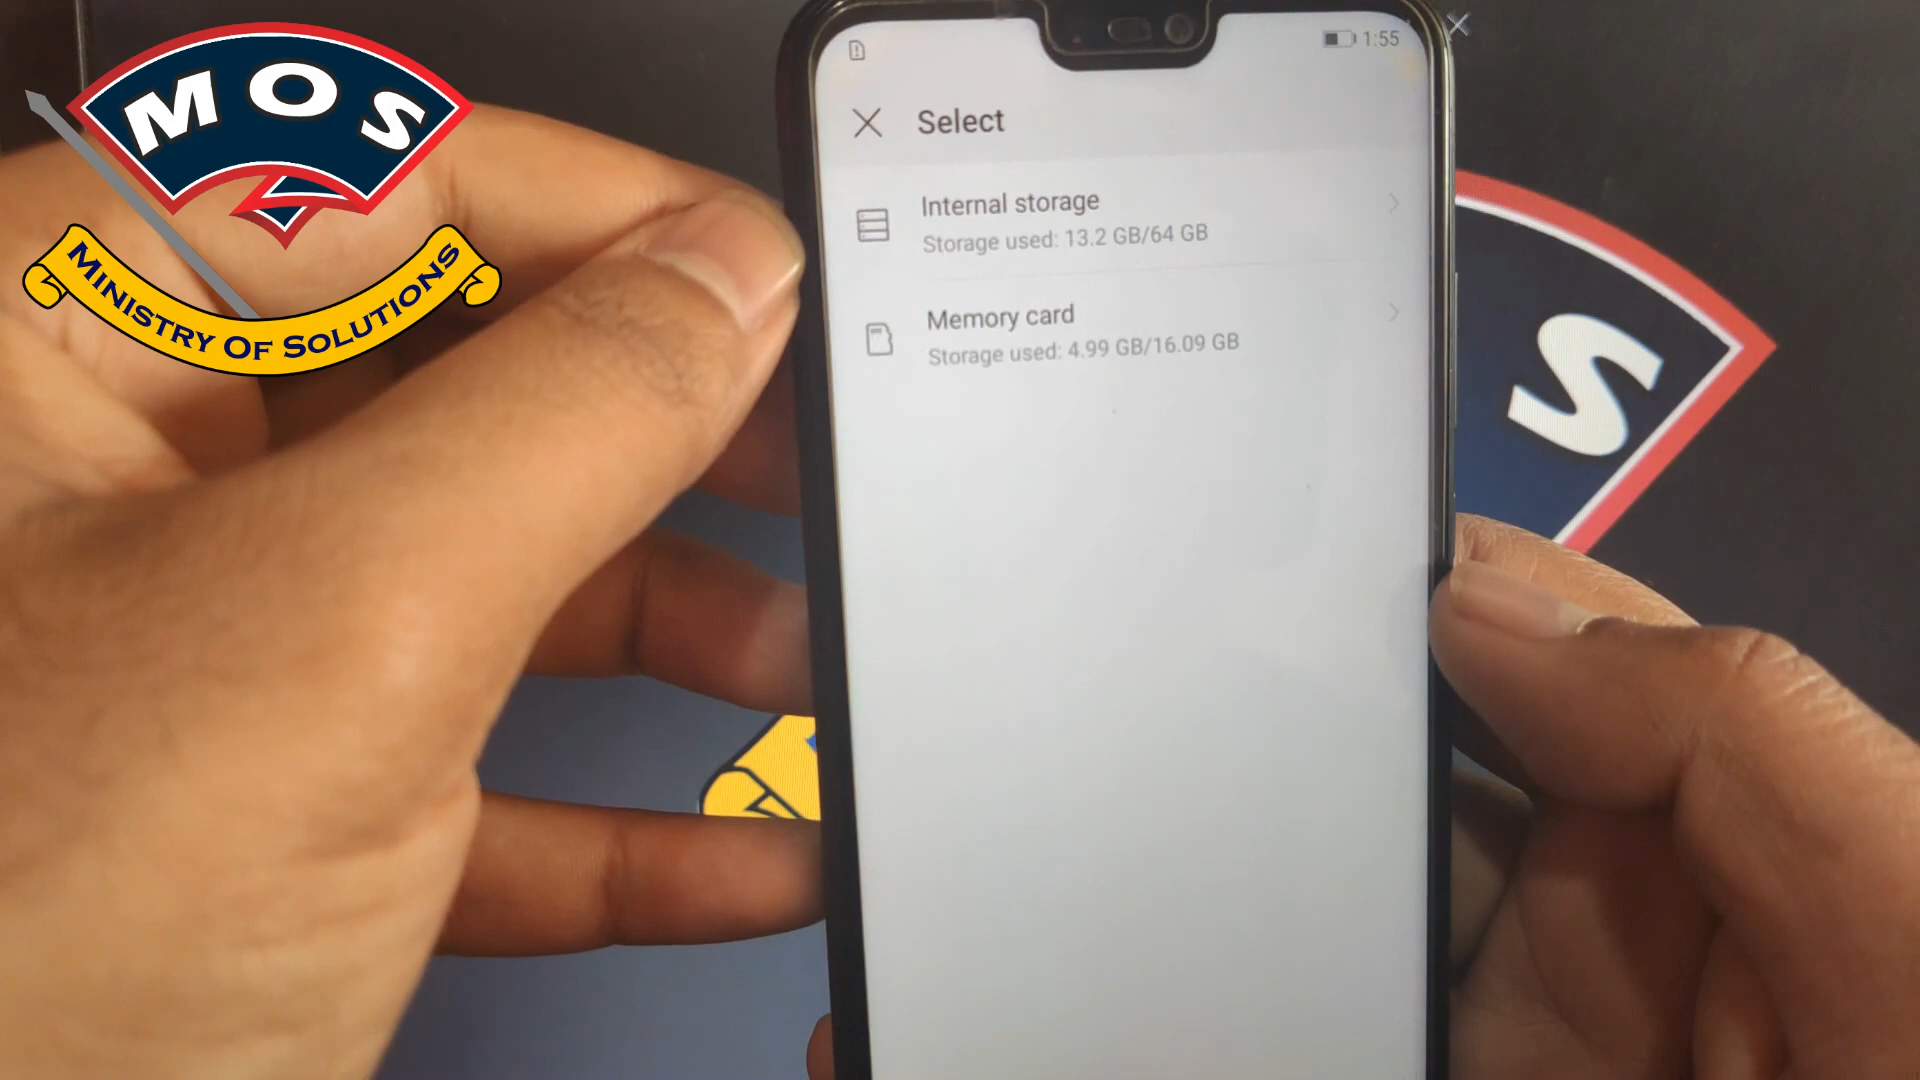 MOS
MINISTRY OF SOLUTIONS
1:55
Select
Internal storage
Storage used: 13.2 GB/64 GB
Memory card
Storage used: 4.99 GB/16.09 GB
S